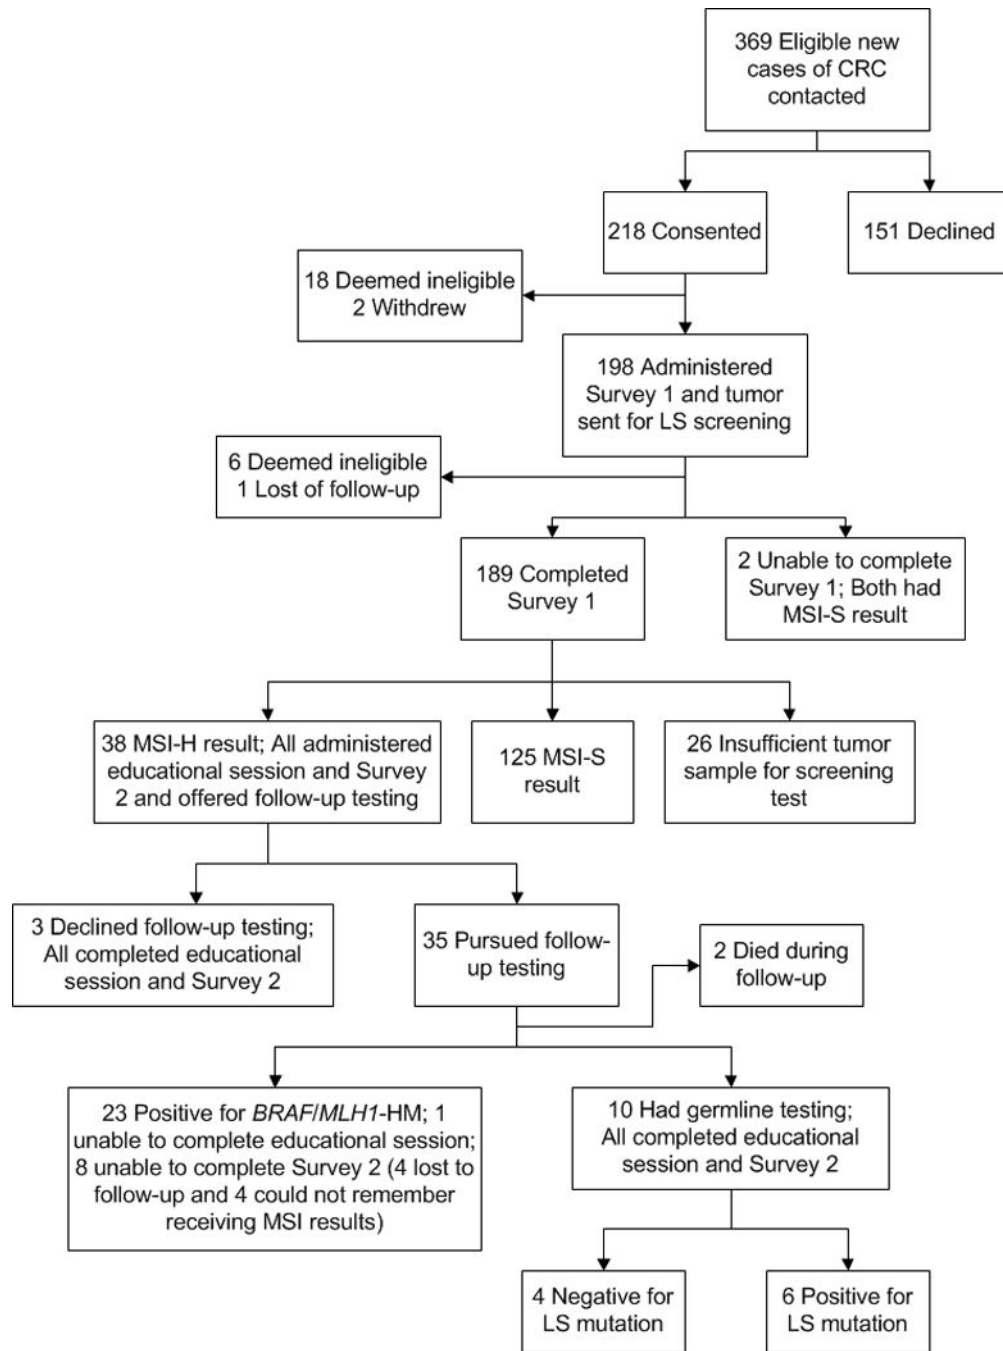 369 Eligible new
cases of CRC
contacted
218 Consented
151 Declined
18 Deemed ineligible
2 Withdrew
198 Administered
Survey 1 and tumor
sent for LS screening
6 Deemed ineligible
1 Lost of follow-up
189 Completed
Survey 1
2 Unable to complete
Survey 1; Both had
MSI-S result
38 MSI-H result; All administered
educational session and Survey
2 and offered follow-up testing
125 MSI-S
result
26 Insufficient tumor
sample for screening
test
3 Declined follow-up testing;
All completed educational
session and Survey 2
35 Pursued follow-
up testing
2 Died during
follow-up
23 Positive for BRAF/MLH1-HM; 1
unable to complete educational session;
8 unable to complete Survey 2 (4 lost to
follow-up and 4 could not remember
receiving MSI results)
10 Had germline testing;
All completed educational
session and Survey 2
4 Negative for
LS mutation
6 Positive for
LS mutation